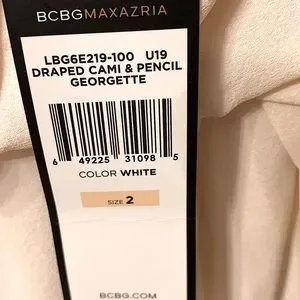 BCBGMAXAZRIA
LBG6E219-100 U19
DRAPED CAMI & PENCIL
GEORGETTE
6 49225 31098 5
COLOR WHITE
SIZE 2
BCBG.COM